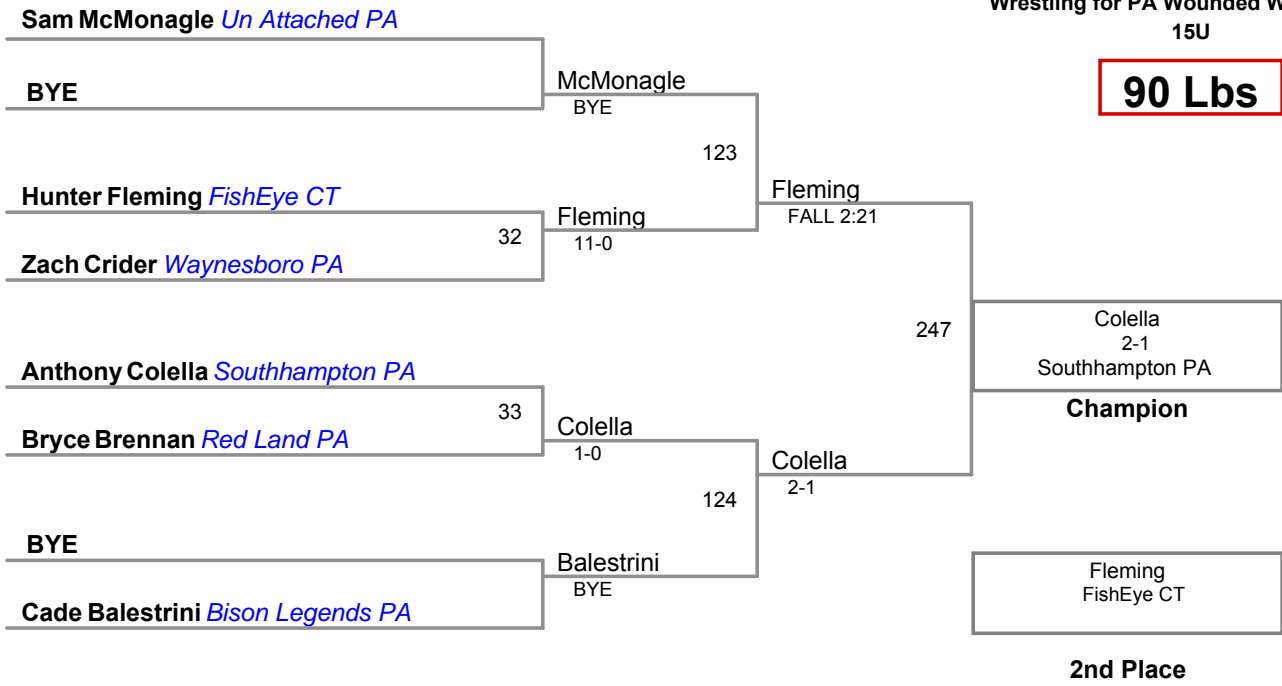 Wrestling for PA Wounded W
15U
90 Lbs
Sam McMonagle Un Attached PA
BYE
McMonagle
BYE
123
Hunter Fleming FishEye CT
32
Zach Crider Waynesboro PA
Fleming
11-0
Fleming
FALL 2:21
247
Anthony Colella Southhampton PA
33
Bryce Brennan Red Land PA
Colella
1-0
124
Colella
2-1
BYE
Cade Balestrini Bison Legends PA
Balestrini
BYE
Colella
2-1
Southhampton PA
Champion
Fleming
FishEye CT
2nd Place